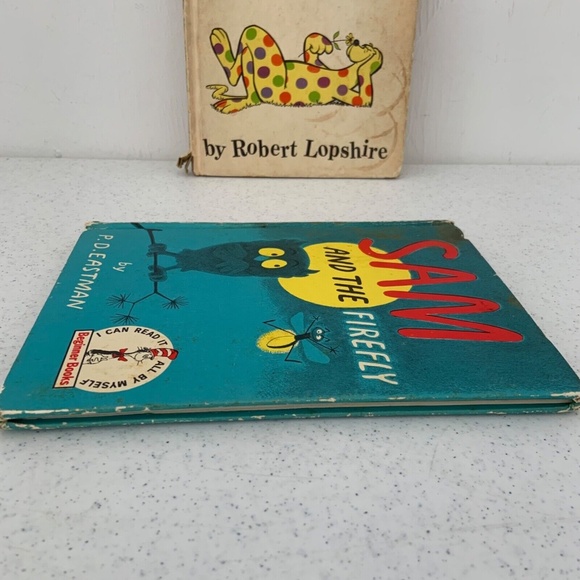 by Robert Lopshire
SAM
AND THE FIREFLY
by
P.D. EASTMAN
I CAN READ IT ALL BY MYSELF
Beginner Books